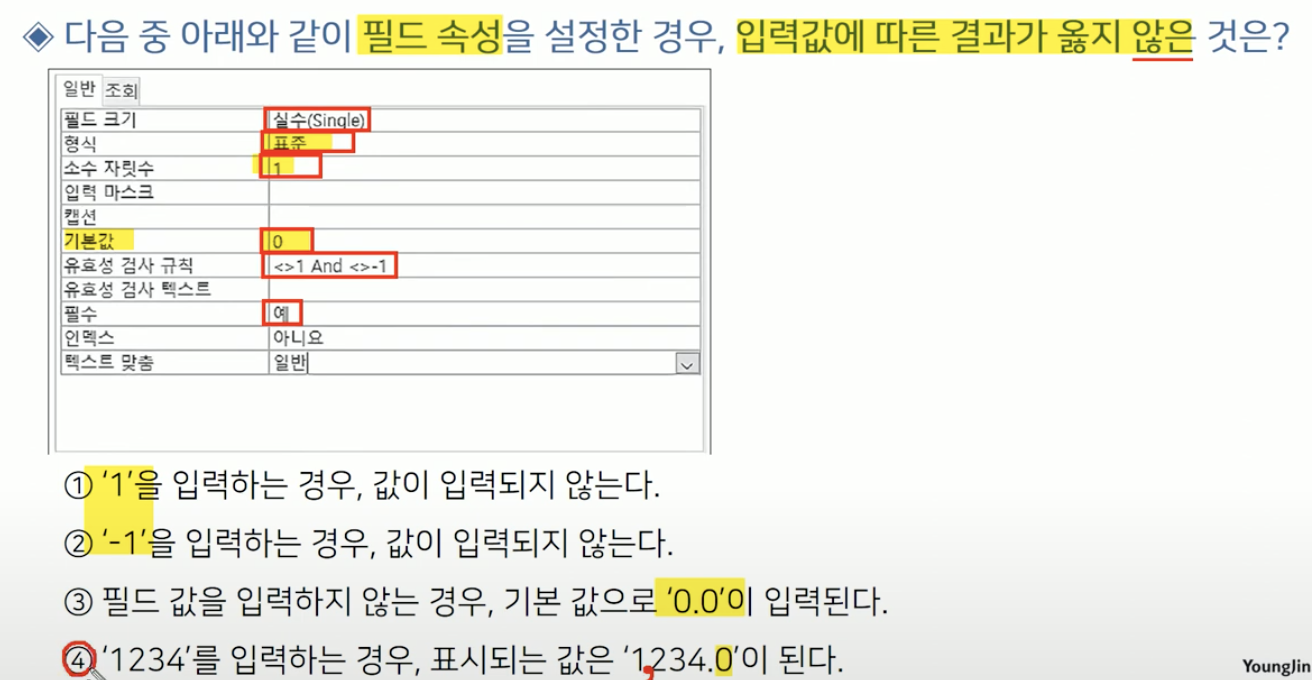 ◈ 다음 중 아래와 같이 필드 속성을 설정한 경우, 입력값에 따른 결과가 옳지 않은 것은?
일반 조회
필드 크기 실수(Single)
형식 표준
소수 자릿수 1
입력 마스크
캡션
기본값 0
유효성 검사 규칙 <>1 And <>-1
유효성 검사 텍스트
필수 예
인덱스 아니요
텍스트 맞춤 일반
① ‘1’을 입력하는 경우, 값이 입력되지 않는다.
② ‘-1’을 입력하는 경우, 값이 입력되지 않는다.
③ 필드 값을 입력하지 않는 경우, 기본 값으로 ‘0.0’이 입력된다.
④ ‘1234’를 입력하는 경우, 표시되는 값은 ‘1,234.0’이 된다.
YoungJin